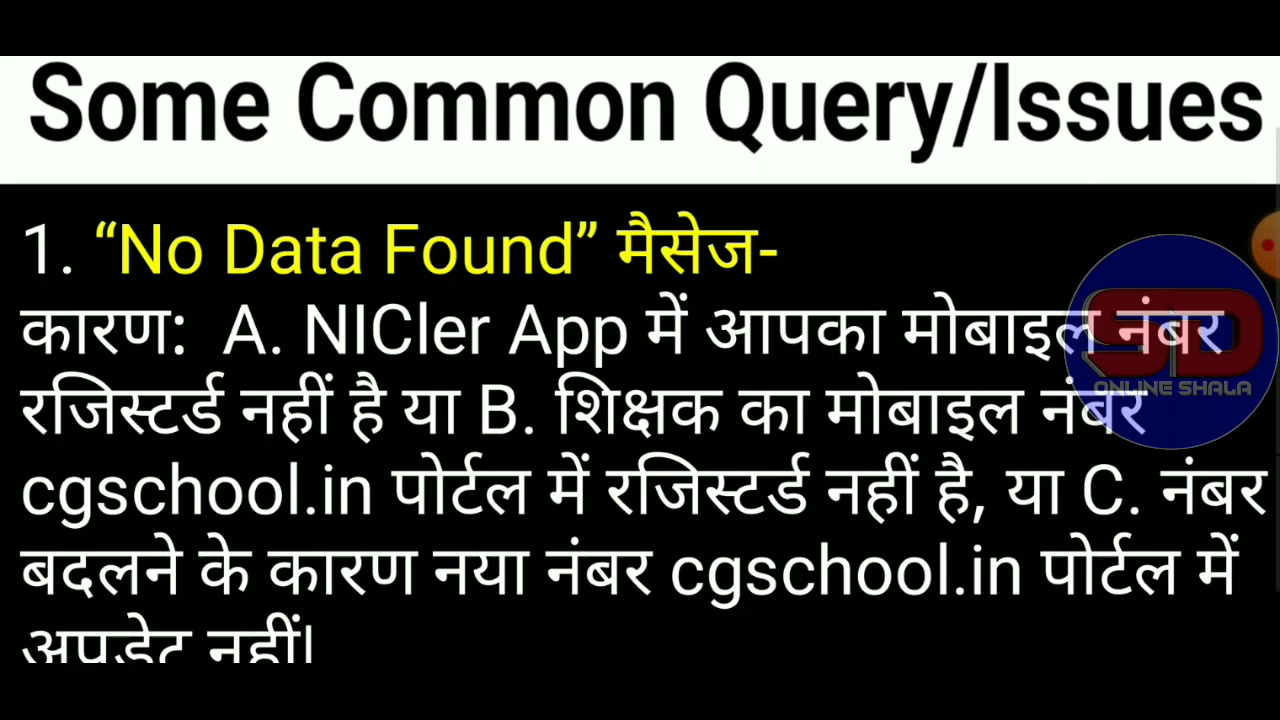 Some Common Query/Issues
1. “No Data Found” मैसेज-
कारण: A. NICler App में आपका मोबाइल नंबर
रजिस्टर्ड नहीं है या B. शिक्षक का मोबाइल नंबर
cgschool.in पोर्टल में रजिस्टर्ड नहीं है, या C. नंबर
बदलने के कारण नया नंबर cgschool.in पोर्टल में
अपडेट नहीं|
SD
ONLINE SHALA